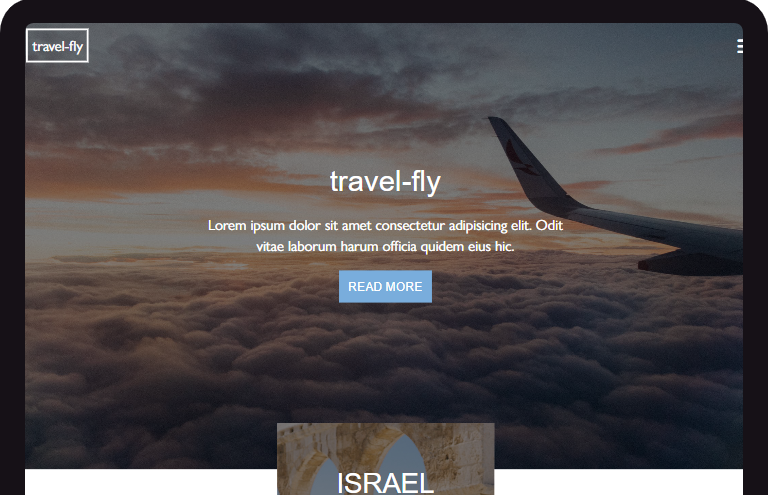 travel-fly
travel-fly
Lorem ipsum dolor sit amet consectetur adipisicing elit. Odit
vitae laborum harum officia quidem eius hic.
READ MORE
ISRAEL